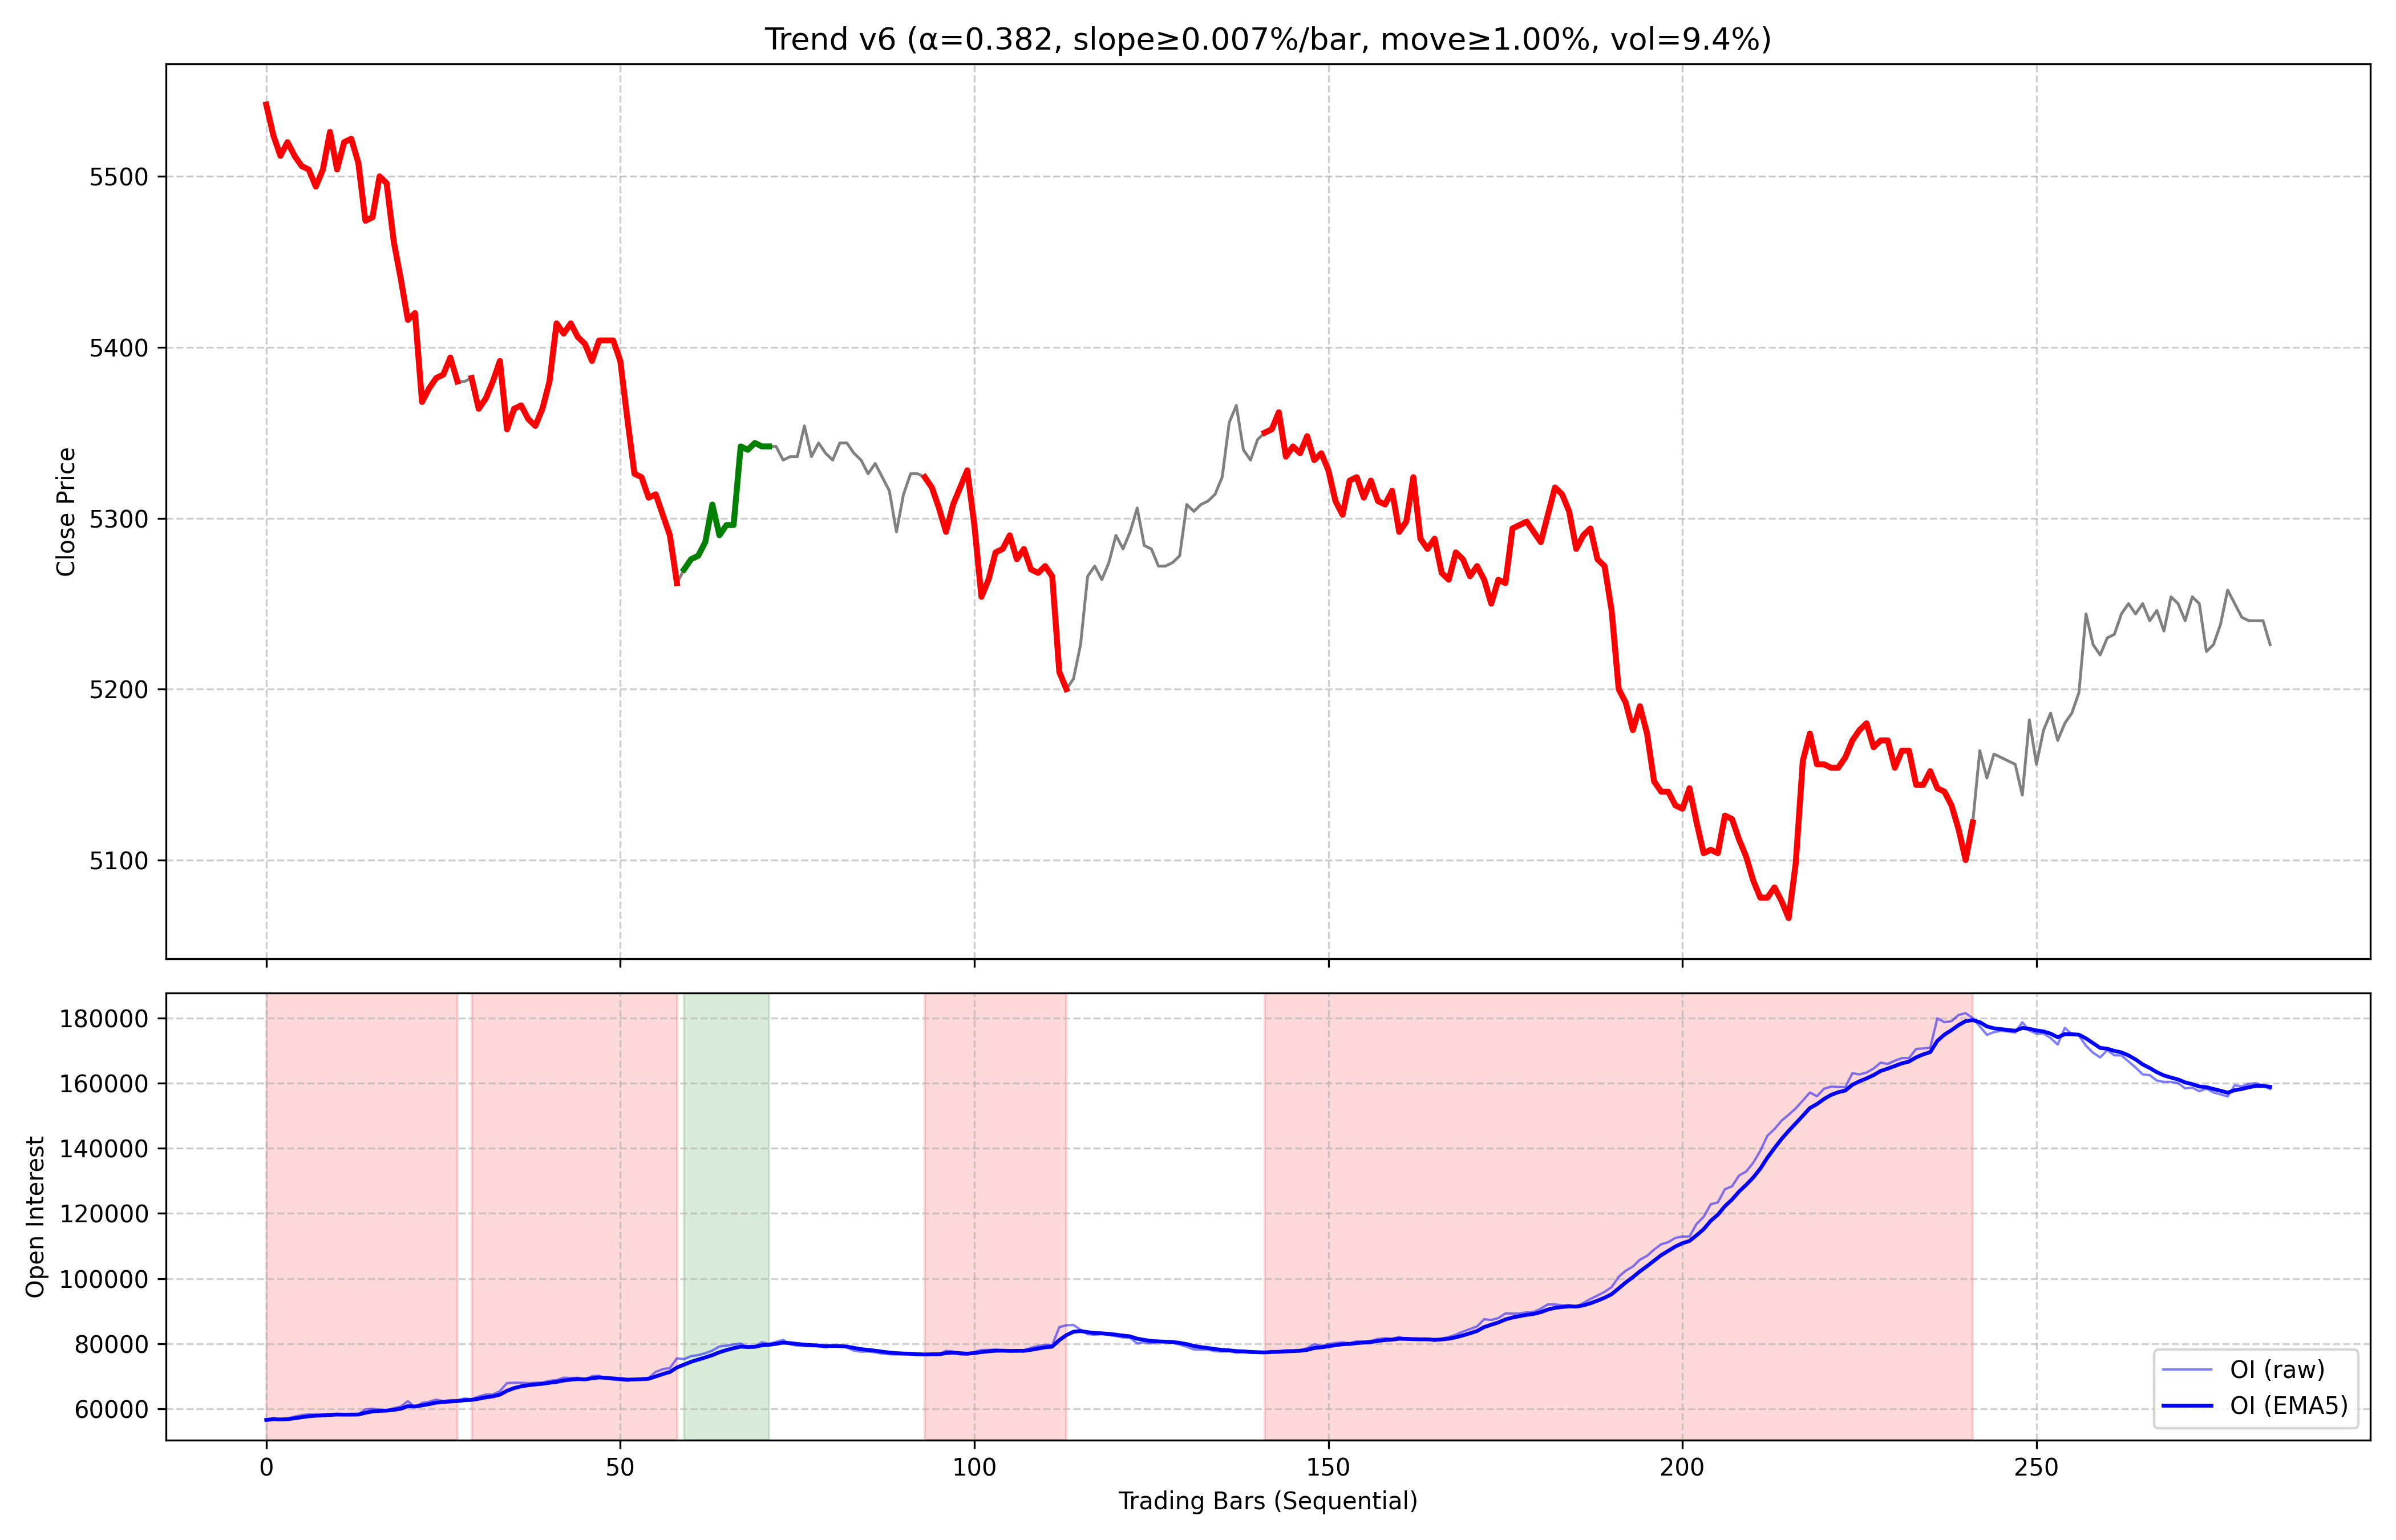 Trend v6 (α=0.382, slope≥0.007%/bar, move≥1.00%, vol=9.4%)
Close Price
5500
5400
5300
5200
5100
Open Interest
180000
160000
140000
120000
100000
80000
60000
OI (raw)
OI (EMA5)
0 50 100 150 200 250
Trading Bars (Sequential)